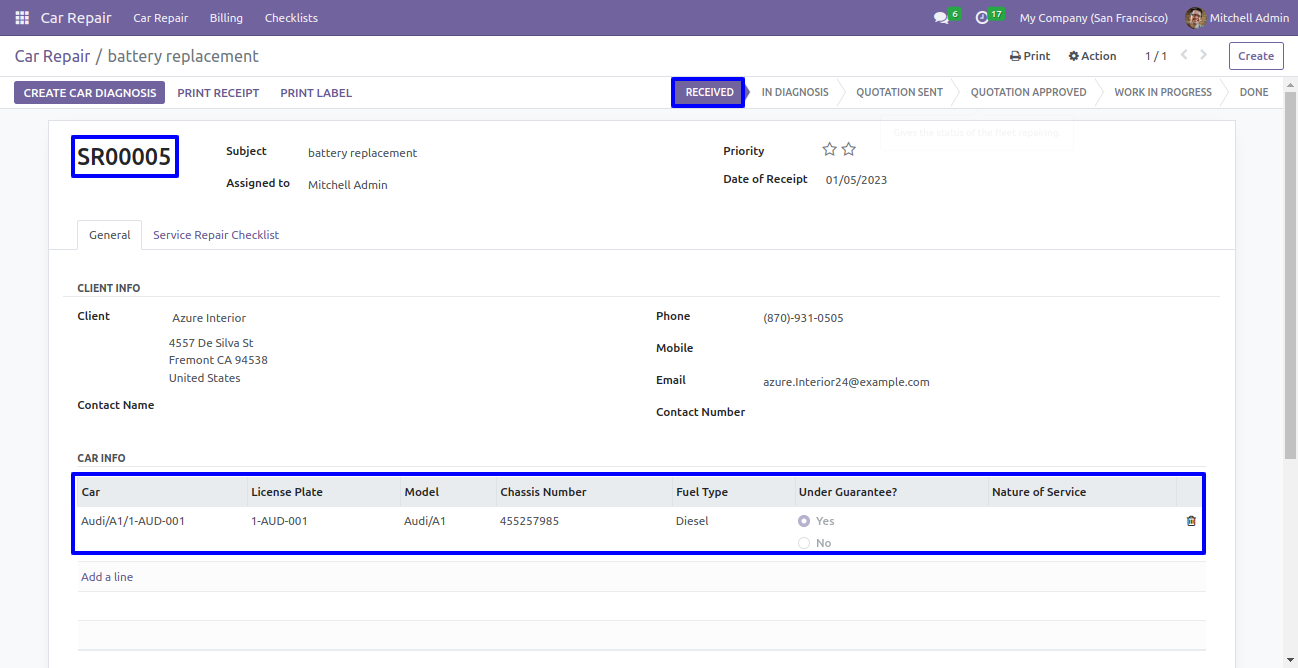 Car Repair Car Repair Billing Checklists 6 17 My Company (San Francisco) Mitchell Admin
Car Repair / battery replacement Print Action 1 / 1 Create
CREATE CAR DIAGNOSIS PRINT RECEIPT PRINT LABEL RECEIVED IN DIAGNOSIS QUOTATION SENT QUOTATION APPROVED WORK IN PROGRESS DONE
Gives the status of the fleet repairing.
SR00005
Subject battery replacement Priority
Assigned to Mitchell Admin Date of Receipt 01/05/2023
General Service Repair Checklist
CLIENT INFO
Client Azure Interior Phone (870)-931-0505
4557 De Silva St
Fremont CA 94538
United States
Mobile
Email azure.Interior24@example.com
Contact Name
Contact Number
CAR INFO
Car License Plate Model Chassis Number Fuel Type Under Guarantee? Nature of Service
Audi/A1/1-AUD-001 1-AUD-001 Audi/A1 455257985 Diesel Yes
No
Add a line